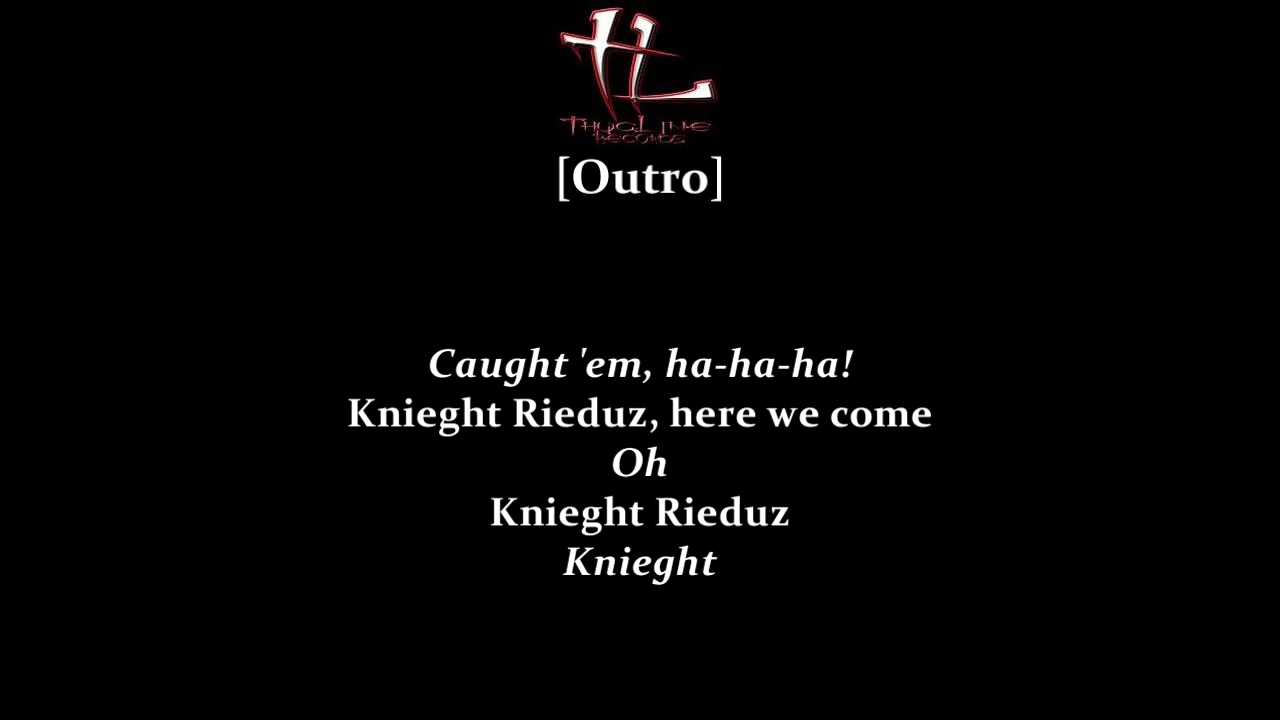 ThugLine
Records
[Outro]
Caught 'em, ha-ha-ha!
Knieght Rieduz, here we come
Oh
Knieght Rieduz
Knieght